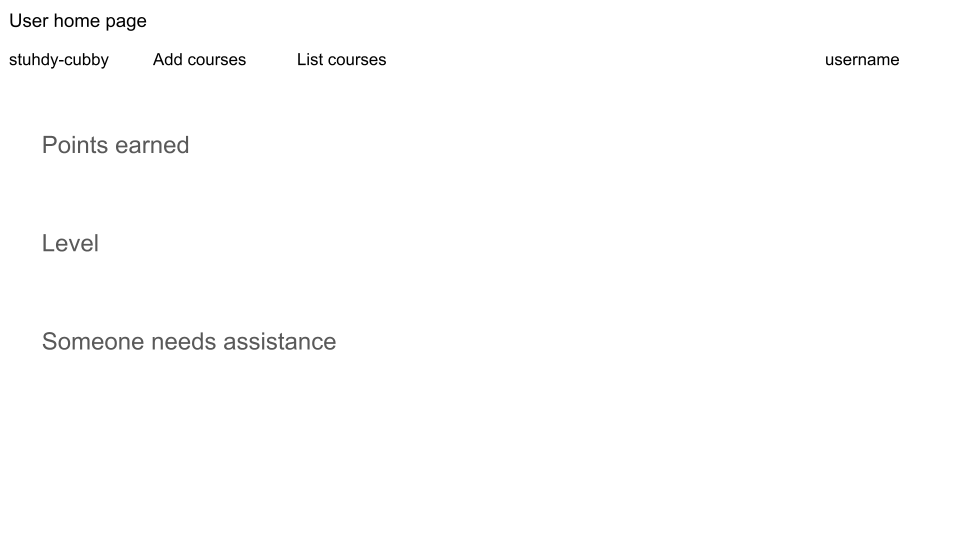 User home page
stuhdy-cubby Add courses List courses username
Points earned
Level
Someone needs assistance